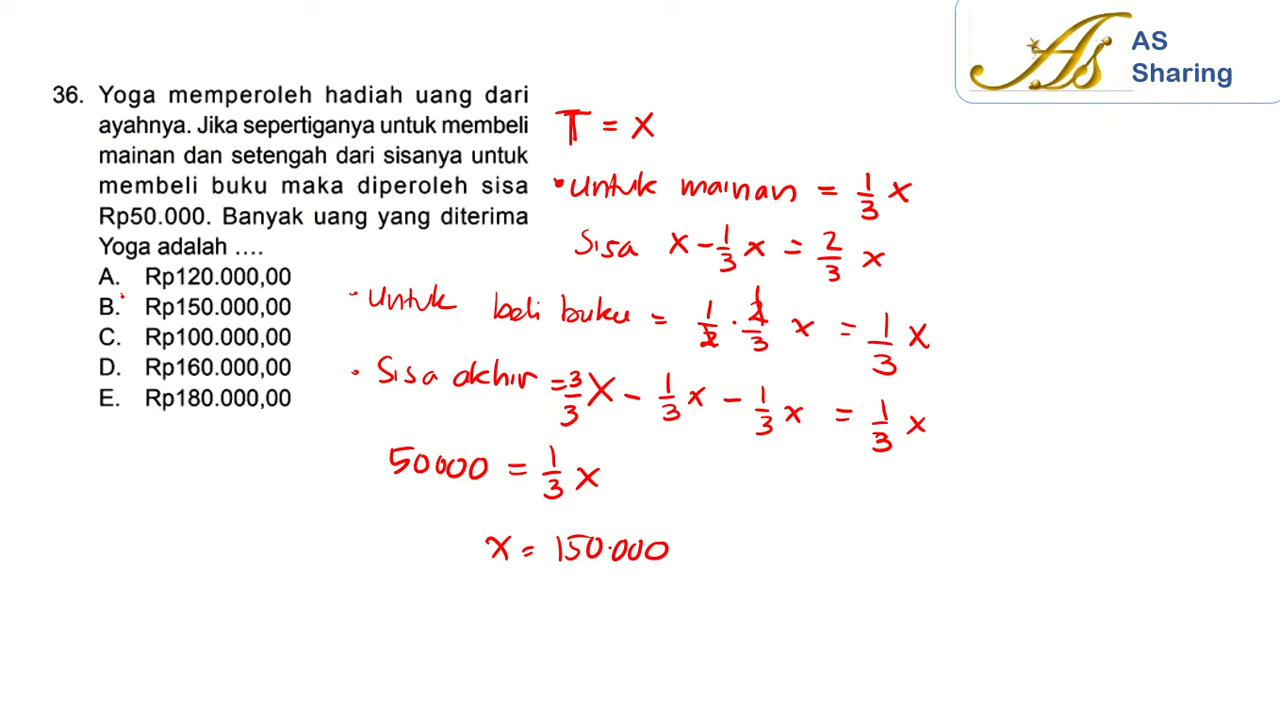 AS
Sharing
36. Yoga memperoleh hadiah uang dari
ayahnya. Jika sepertiganya untuk membeli
mainan dan setengah dari sisanya untuk
membeli buku maka diperoleh sisa
Rp50.000. Banyak uang yang diterima
Yoga adalah ....
A. Rp120.000,00
B. Rp150.000,00
C. Rp100.000,00
D. Rp160.000,00
E. Rp180.000,00
T = x
• Untuk mainan = 1/3 x
Sisa x - 1/3 x = 2/3 x
• Untuk beli buku = 1/2 . 2/3 x = 1/3 x
• Sisa akhir = 3/3 x - 1/3 x - 1/3 x = 1/3 x
50000 = 1/3 x
x = 150.000